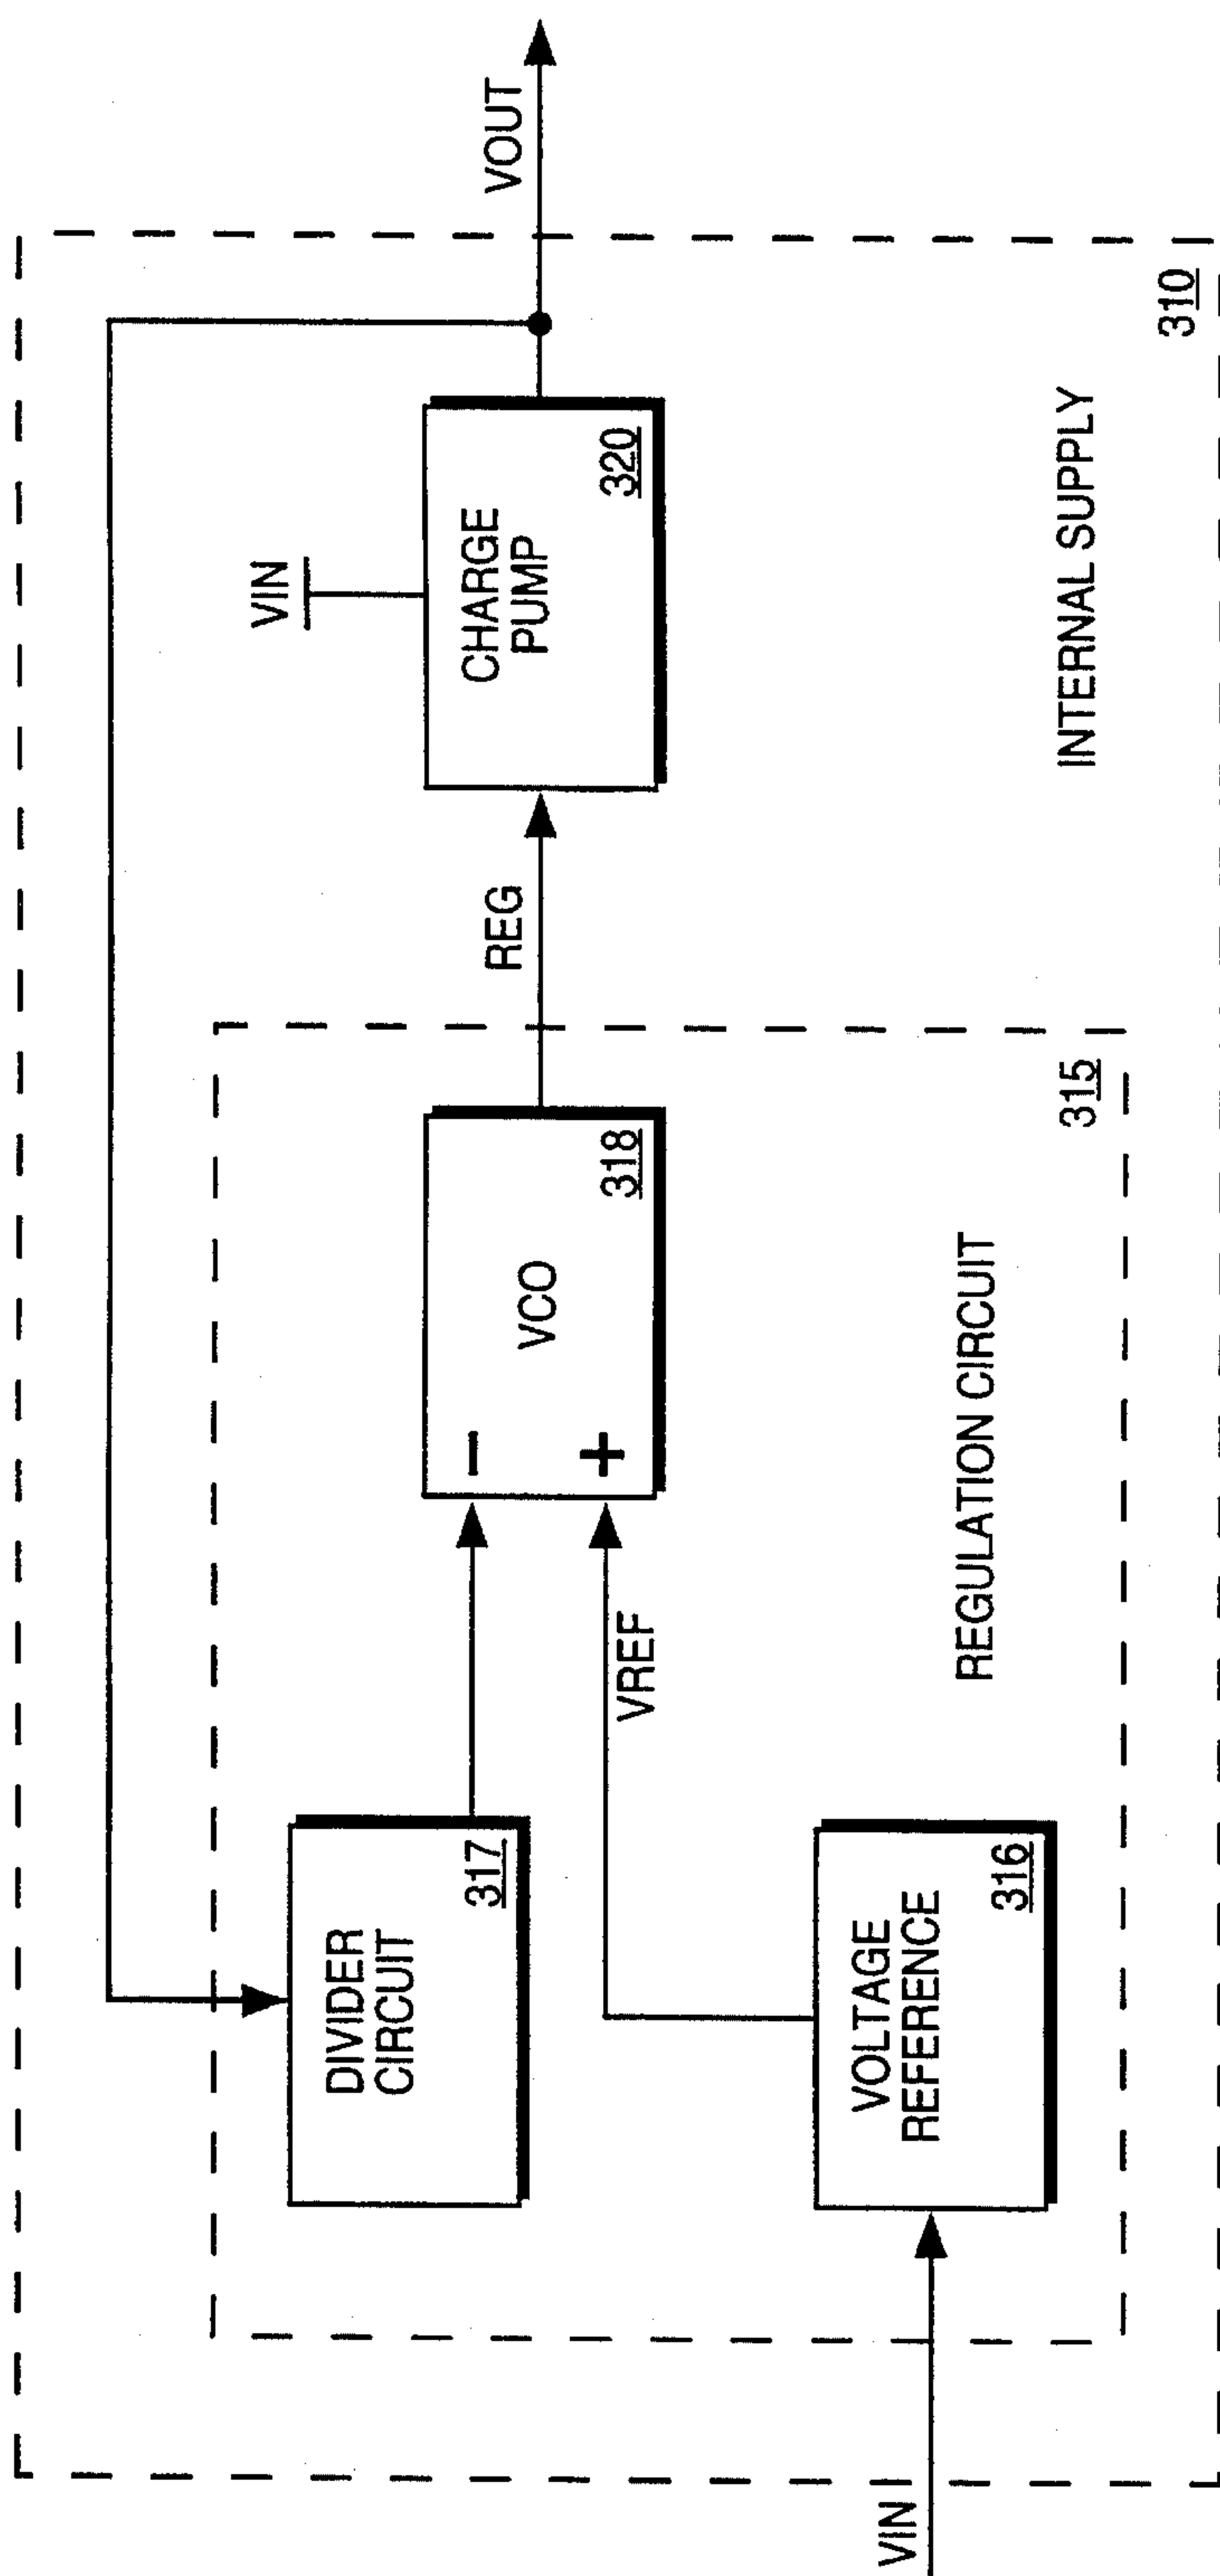 VOUT
VIN
CHARGE
PUMP
320
REG
INTERNAL SUPPLY
310
VCO
318
-
+
DIVIDER
CIRCUIT
317
VREF
VOLTAGE
REFERENCE
316
REGULATION CIRCUIT
315
VIN